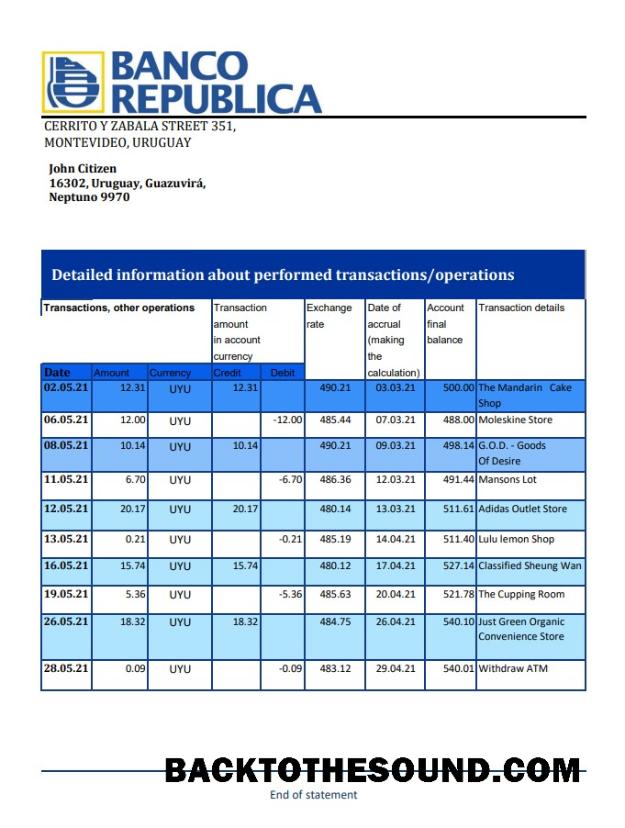 BANCO
REPUBLICA
CERRITO Y ZABALA STREET 351,
MONTEVIDEO, URUGUAY
John Citizen
16302, Uruguay, Guazuvirá,
Neptuno 9970
Detailed information about performed transactions/operations
Transactions, other operations Transaction amount in account currency Exchange rate Date of accrual (making the calculation) Account final balance Transaction details
Date Amount Currency Credit Debit
02.05.21 12.31 UYU 12.31 490.21 03.03.21 500.00 The Mandarin Cake
Shop
06.05.21 12.00 UYU -12.00 485.44 07.03.21 488.00 Moleskine Store
08.05.21 10.14 UYU 10.14 490.21 09.03.21 498.14 G.O.D. - Goods
Of Desire
11.05.21 6.70 UYU -6.70 486.36 12.03.21 491.44 Mansons Lot
12.05.21 20.17 UYU 20.17 480.14 13.03.21 511.61 Adidas Outlet Store
13.05.21 0.21 UYU -0.21 485.19 14.04.21 511.40 Lulu lemon Shop
16.05.21 15.74 UYU 15.74 480.12 17.04.21 527.14 Classified Sheung Wan
19.05.21 5.36 UYU -5.36 485.63 20.04.21 521.78 The Cupping Room
26.05.21 18.32 UYU 18.32 484.75 26.04.21 540.10 Just Green Organic
Convenience Store
28.05.21 0.09 UYU -0.09 483.12 29.04.21 540.01 Withdraw ATM
BACKTOTHESOUND.COM
End of statement